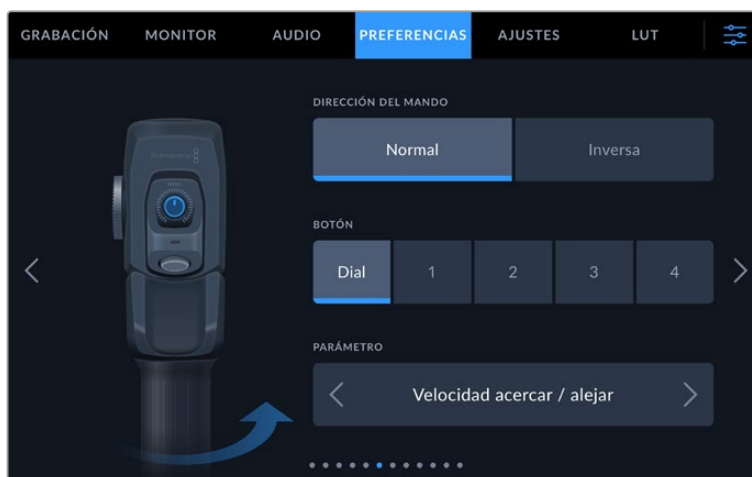 GRABACIÓN MONITOR AUDIO PREFERENCIAS AJUSTES LUT
DIRECCIÓN DEL MANDO
Normal Inversa
BOTÓN
Dial 1 2 3 4
PARÁMETRO
Velocidad acercar / alejar